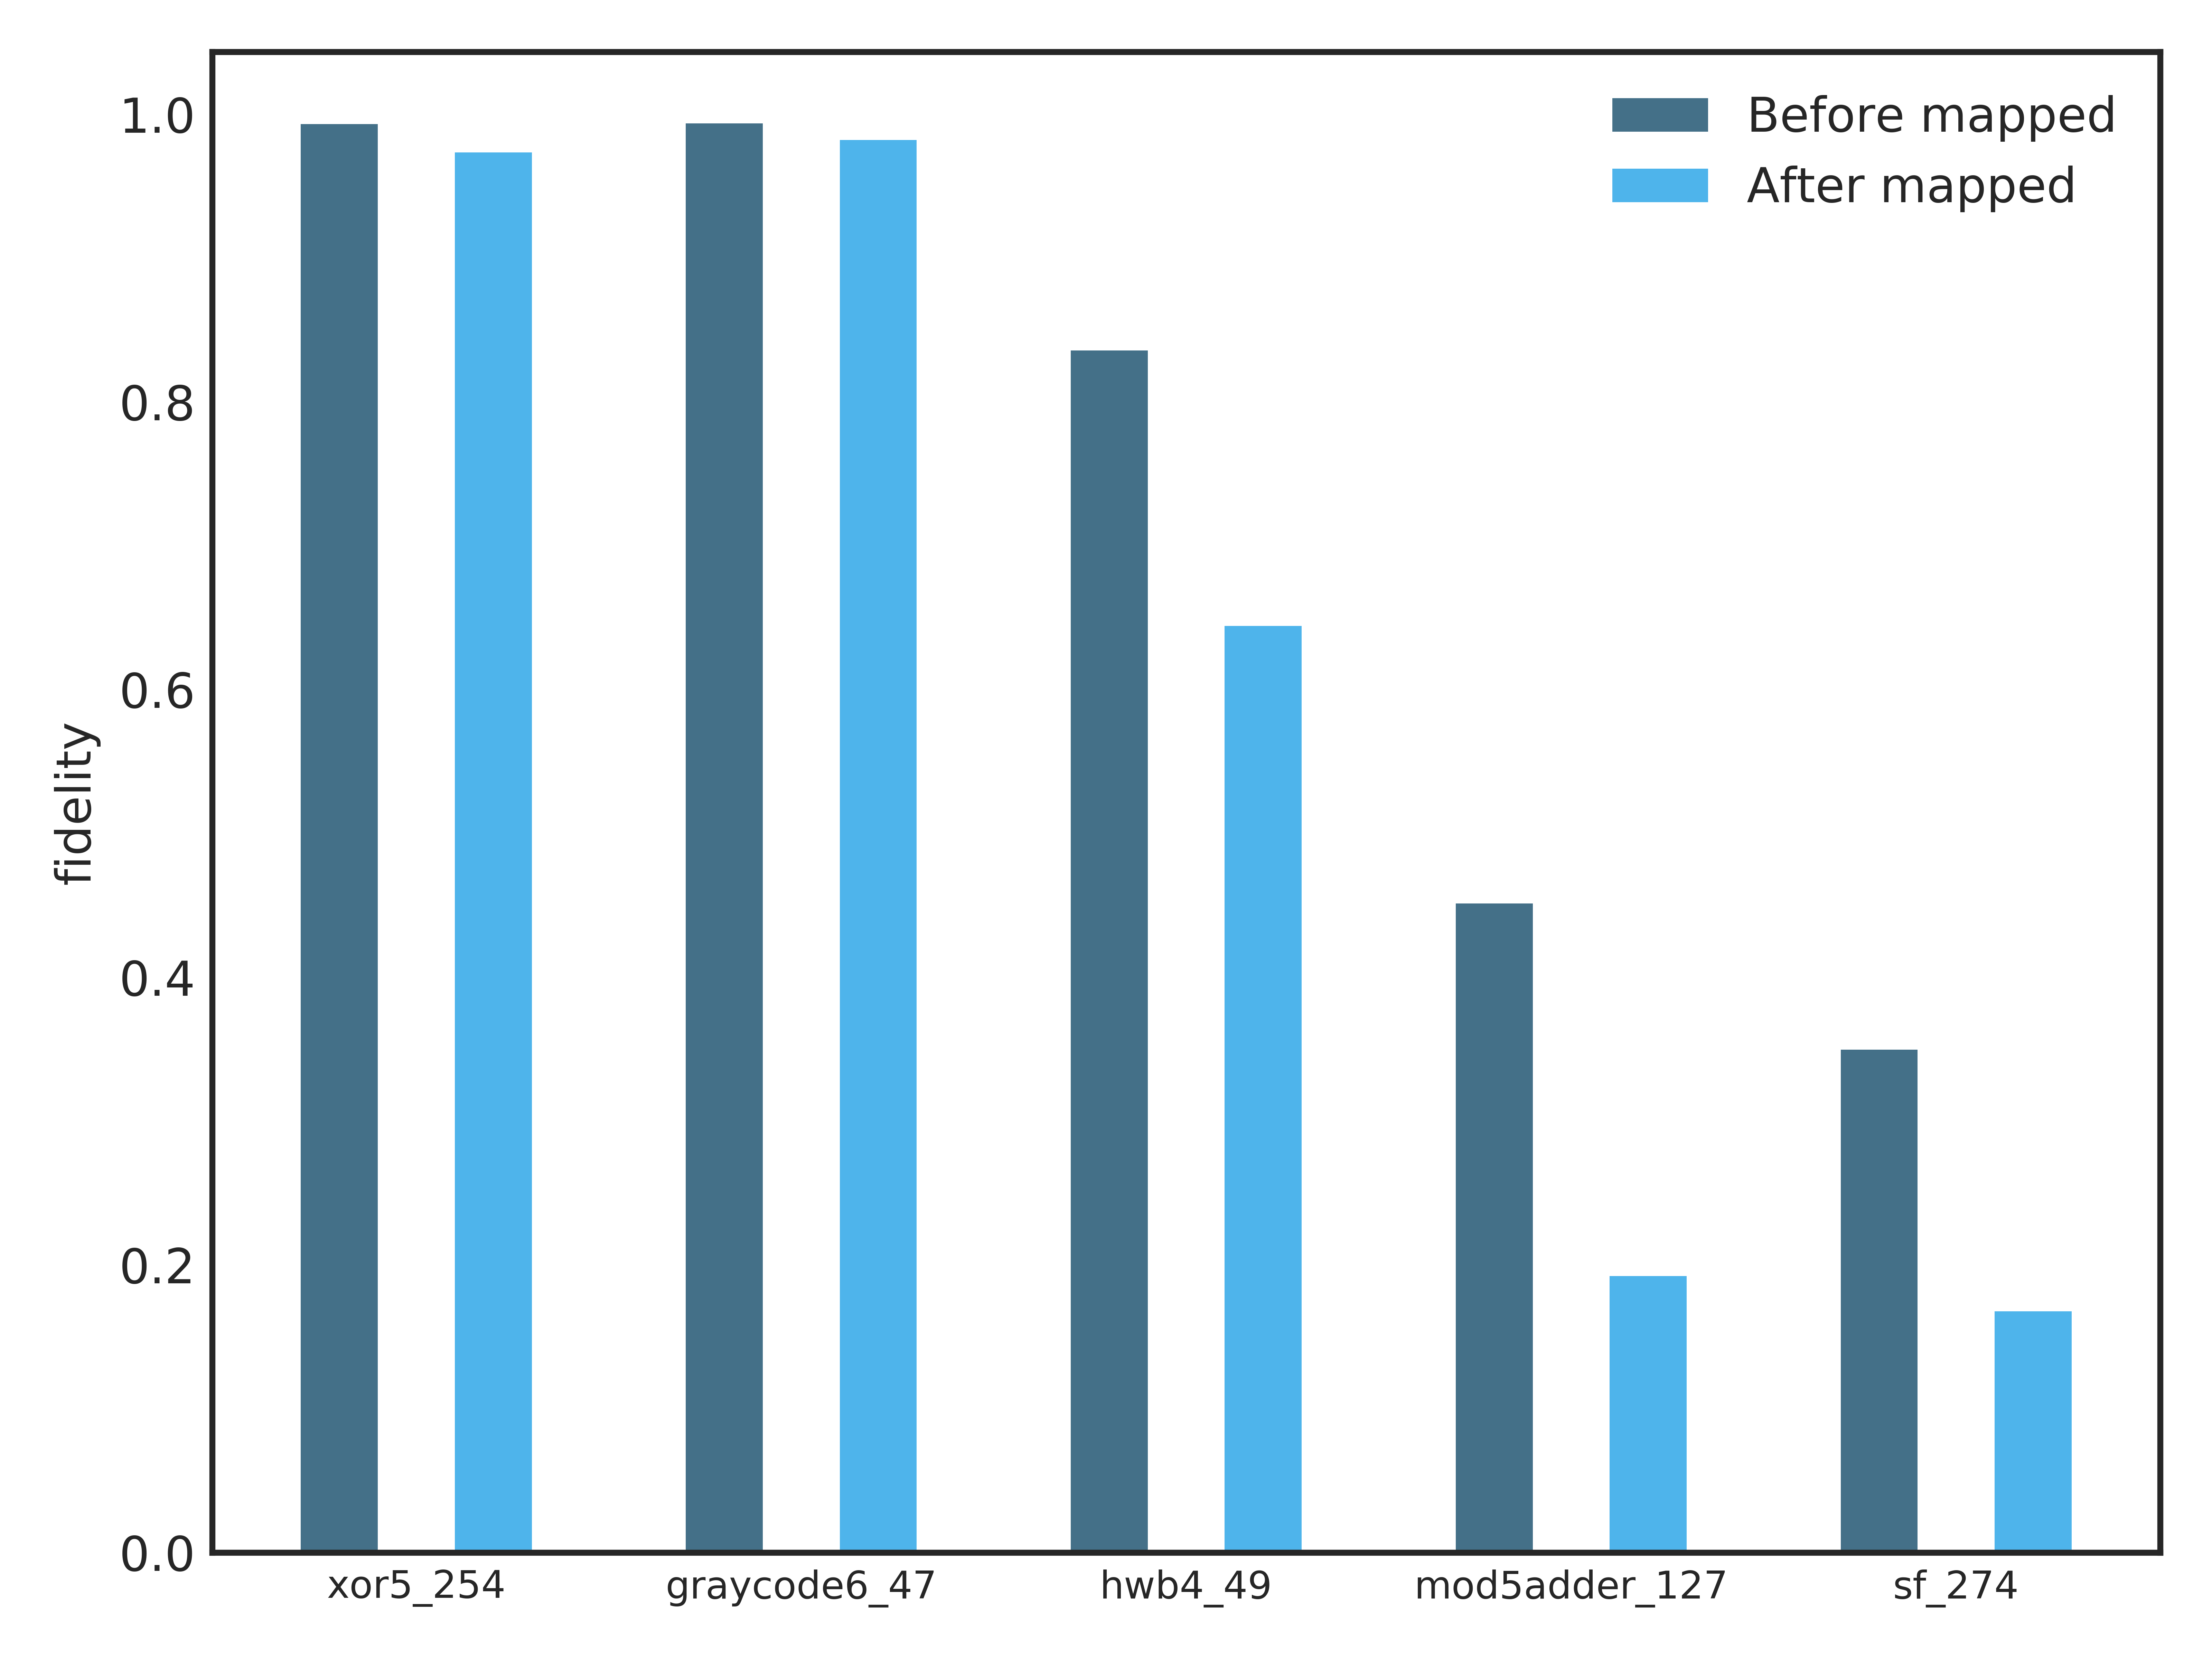 Before mapped
After mapped
1.0
0.8
0.6
0.4
0.2
0.0
fidelity
xor5_254
graycode6_47
hwb4_49
mod5adder_127
sf_274